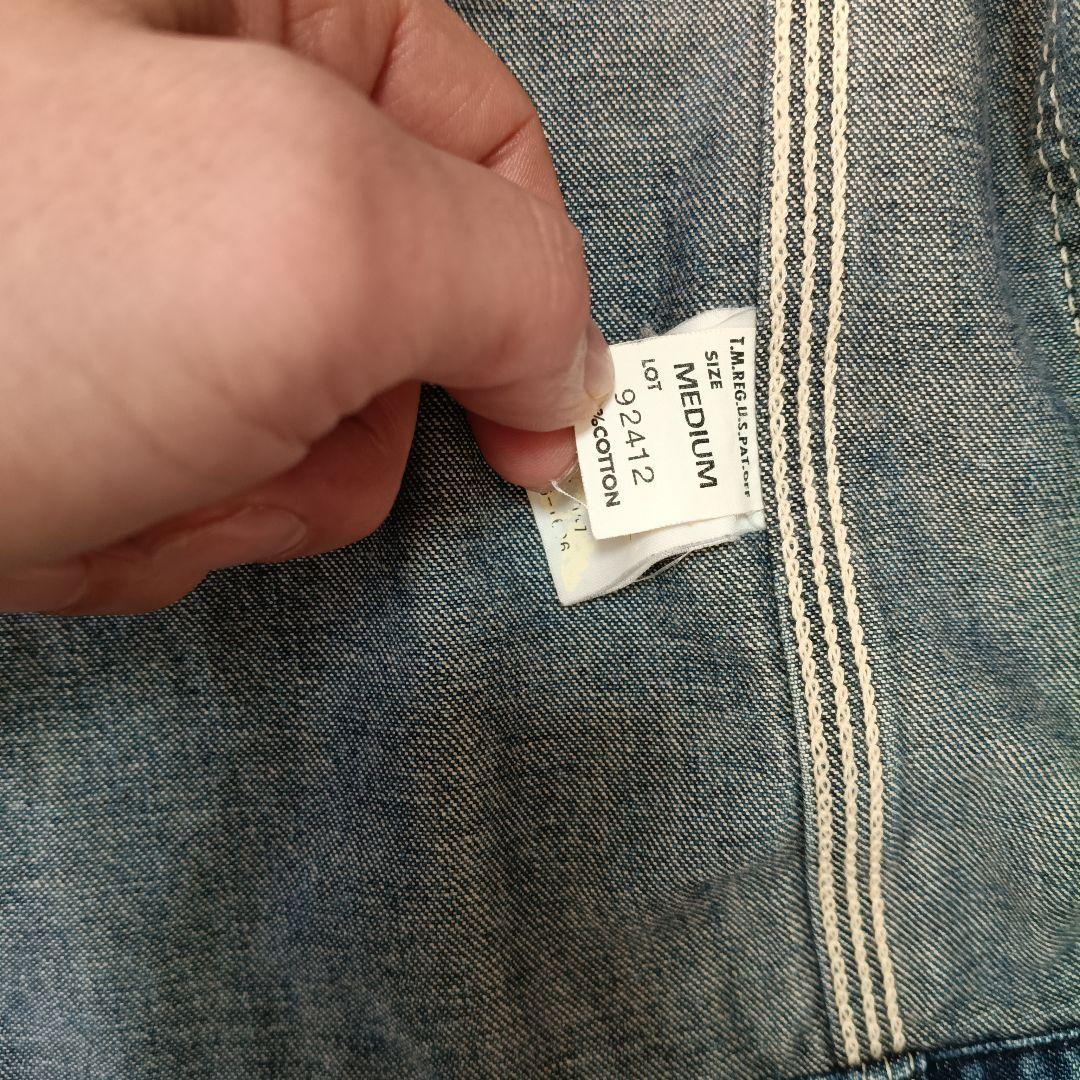 T.M.REG.U.S.PAT.OFF
SIZE
MEDIUM
LOT
92412
%COTTON